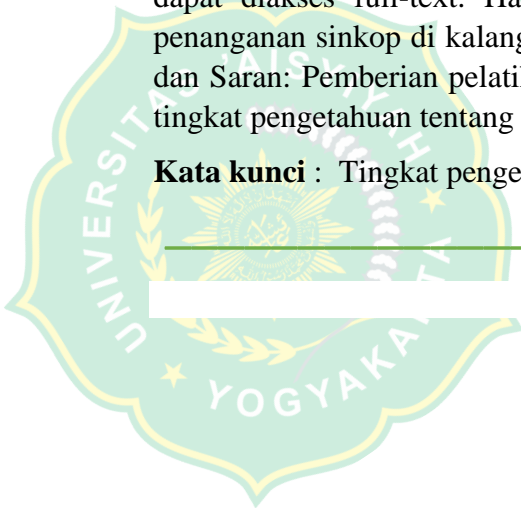 dapat diakses full-text. Ha
penanganan sinkop di kalang
dan Saran: Pemberian pelati
tingkat pengetahuan tentang
Kata kunci : Tingkat penge
UNIVERSITAS 'AISYIYAH
YOGYAKARTA